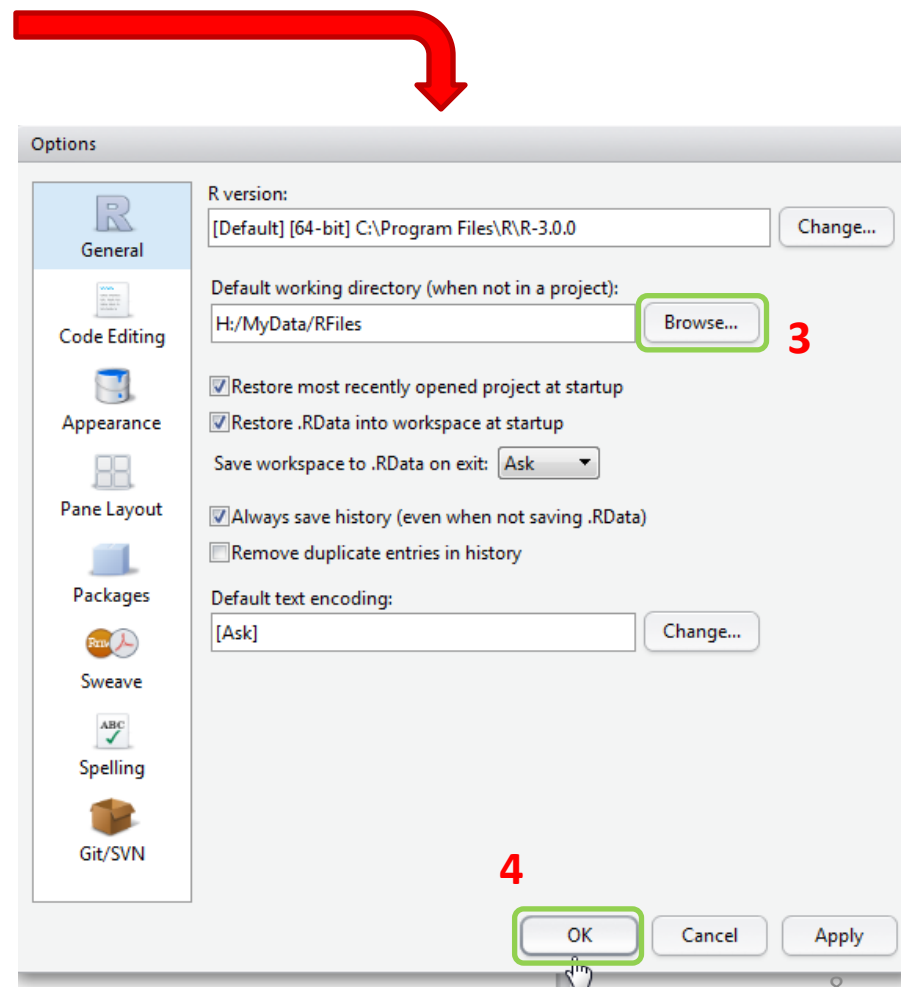 Options
R version:
[Default] [64-bit] C:\Program Files\R\R-3.0.0
Change...
General
Default working directory (when not in a project):
H:/MyData/RFiles
Browse...
3
Code Editing
Restore most recently opened project at startup
Appearance
Restore .RData into workspace at startup
Save workspace to .RData on exit:
Ask
Pane Layout
Always save history (even when not saving .RData)
Remove duplicate entries in history
Packages
Default text encoding:
[Ask]
Change...
Sweave
ABC
Spelling
Git/SVN
4
OK
Cancel
Apply